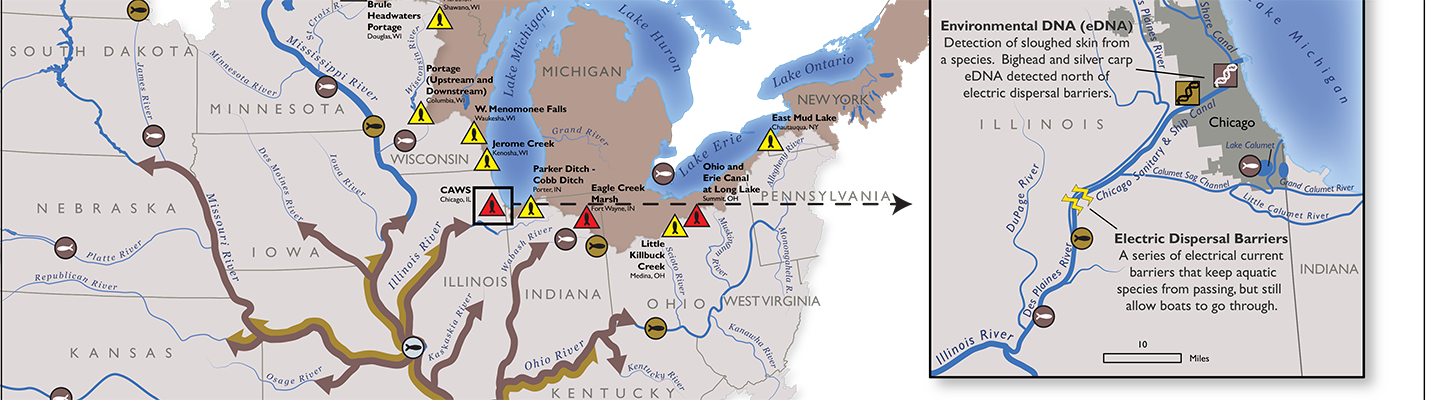 Shawano, WI
Brule
Headwaters
Portage
Douglas, WI
St. Croix R.
Wisconsin R.
SOUTH DAKOTA
James River
Minnesota River
Mississippi River
MINNESOTA
Portage
(Upstream and
Downstream)
Columbia, WI
W. Menomonee Falls
Waukesha, WI
Jerome Creek
Kenosha, WI
WISCONSIN
Lake Michigan
Lake Huron
MICHIGAN
Grand River
Lake Ontario
NEW YORK
East Mud Lake
Chautauqua, NY
Lake Erie
Allegheny River
PENNSYLVANIA
Parker Ditch -
Cobb Ditch
Porter, IN
Eagle Creek
Marsh
Fort Wayne, IN
Ohio and
Erie Canal
at Long Lake
Summit, OH
CAWS
Chicago, IL
Des Moines River
Iowa River
NEBRASKA
Missouri River
IOWA
Platte River
Republican River
Illinois River
ILLINOIS
Wabash River
INDIANA
Little
Killbuck
Creek
Medina, OH
Scioto River
Muskingum
River
Monongahela R.
OHIO
WEST VIRGINIA
Kanawha River
KANSAS
Osage River
Kaskaskia River
Ohio River
Kentucky River
KENTUCKY
Environmental DNA (eDNA)
Detection of sloughed skin from
a species. Bighead and silver carp
eDNA detected north of
electric dispersal barriers.
Des Plaines River
Shore Canal
Lake Michigan
ILLINOIS
Chicago
Lake Calumet
Chicago Sanitary & Ship Canal
Calumet Sag Channel
Grand Calumet River
Little Calumet River
DuPage River
Electric Dispersal Barriers
A series of electrical current
barriers that keep aquatic
species from passing, but still
allow boats to go through.
INDIANA
Des Plaines River
Illinois River
10
Miles